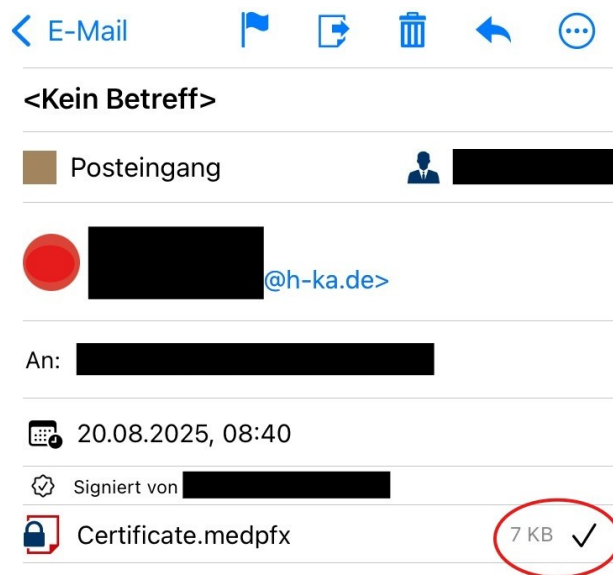 E-Mail
<Kein Betreff>
Posteingang
@h-ka.de>
An:
20.08.2025, 08:40
Signiert von
Certificate.medpfx 7 KB